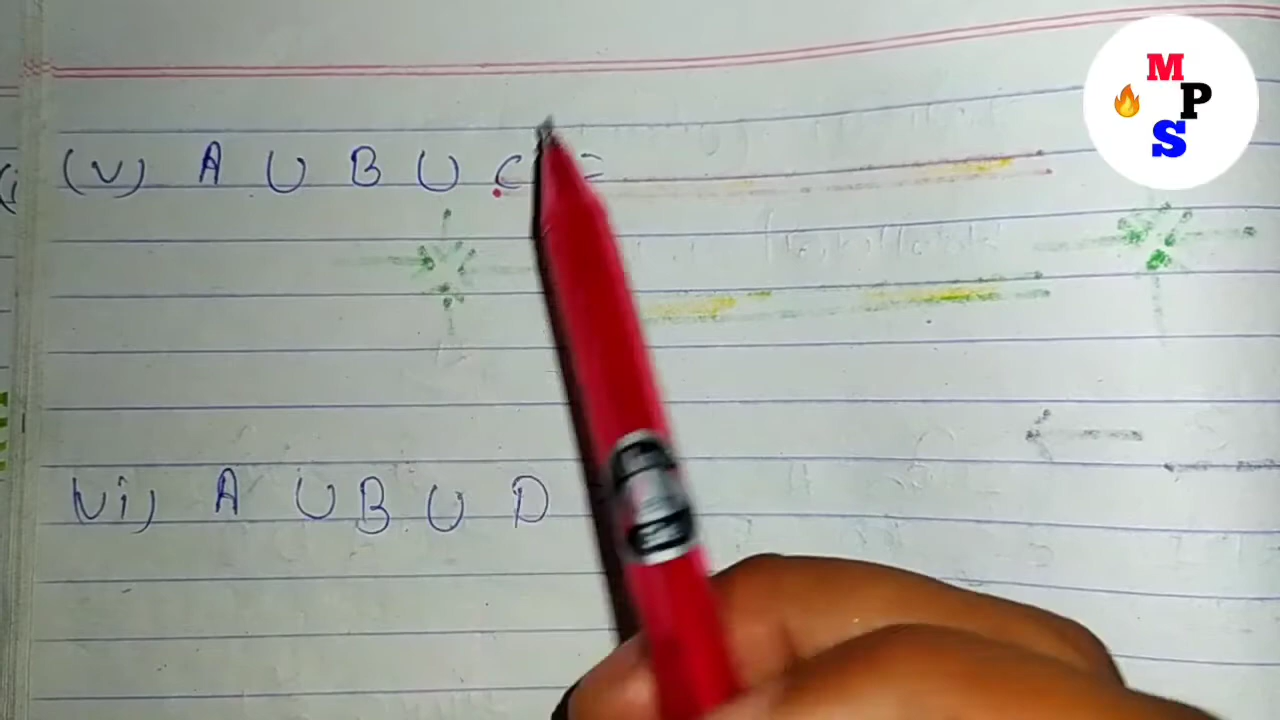 (v) A ∪ B ∪ C =
vi) A ∪ B ∪ D
M
P
S